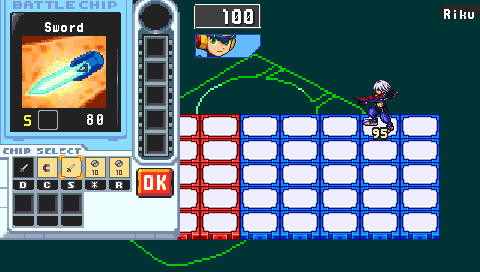 BATTLE CHIP
Sword
S 80
100
Riku
95
CHIP SELECT
10 10
D C S * R
OK